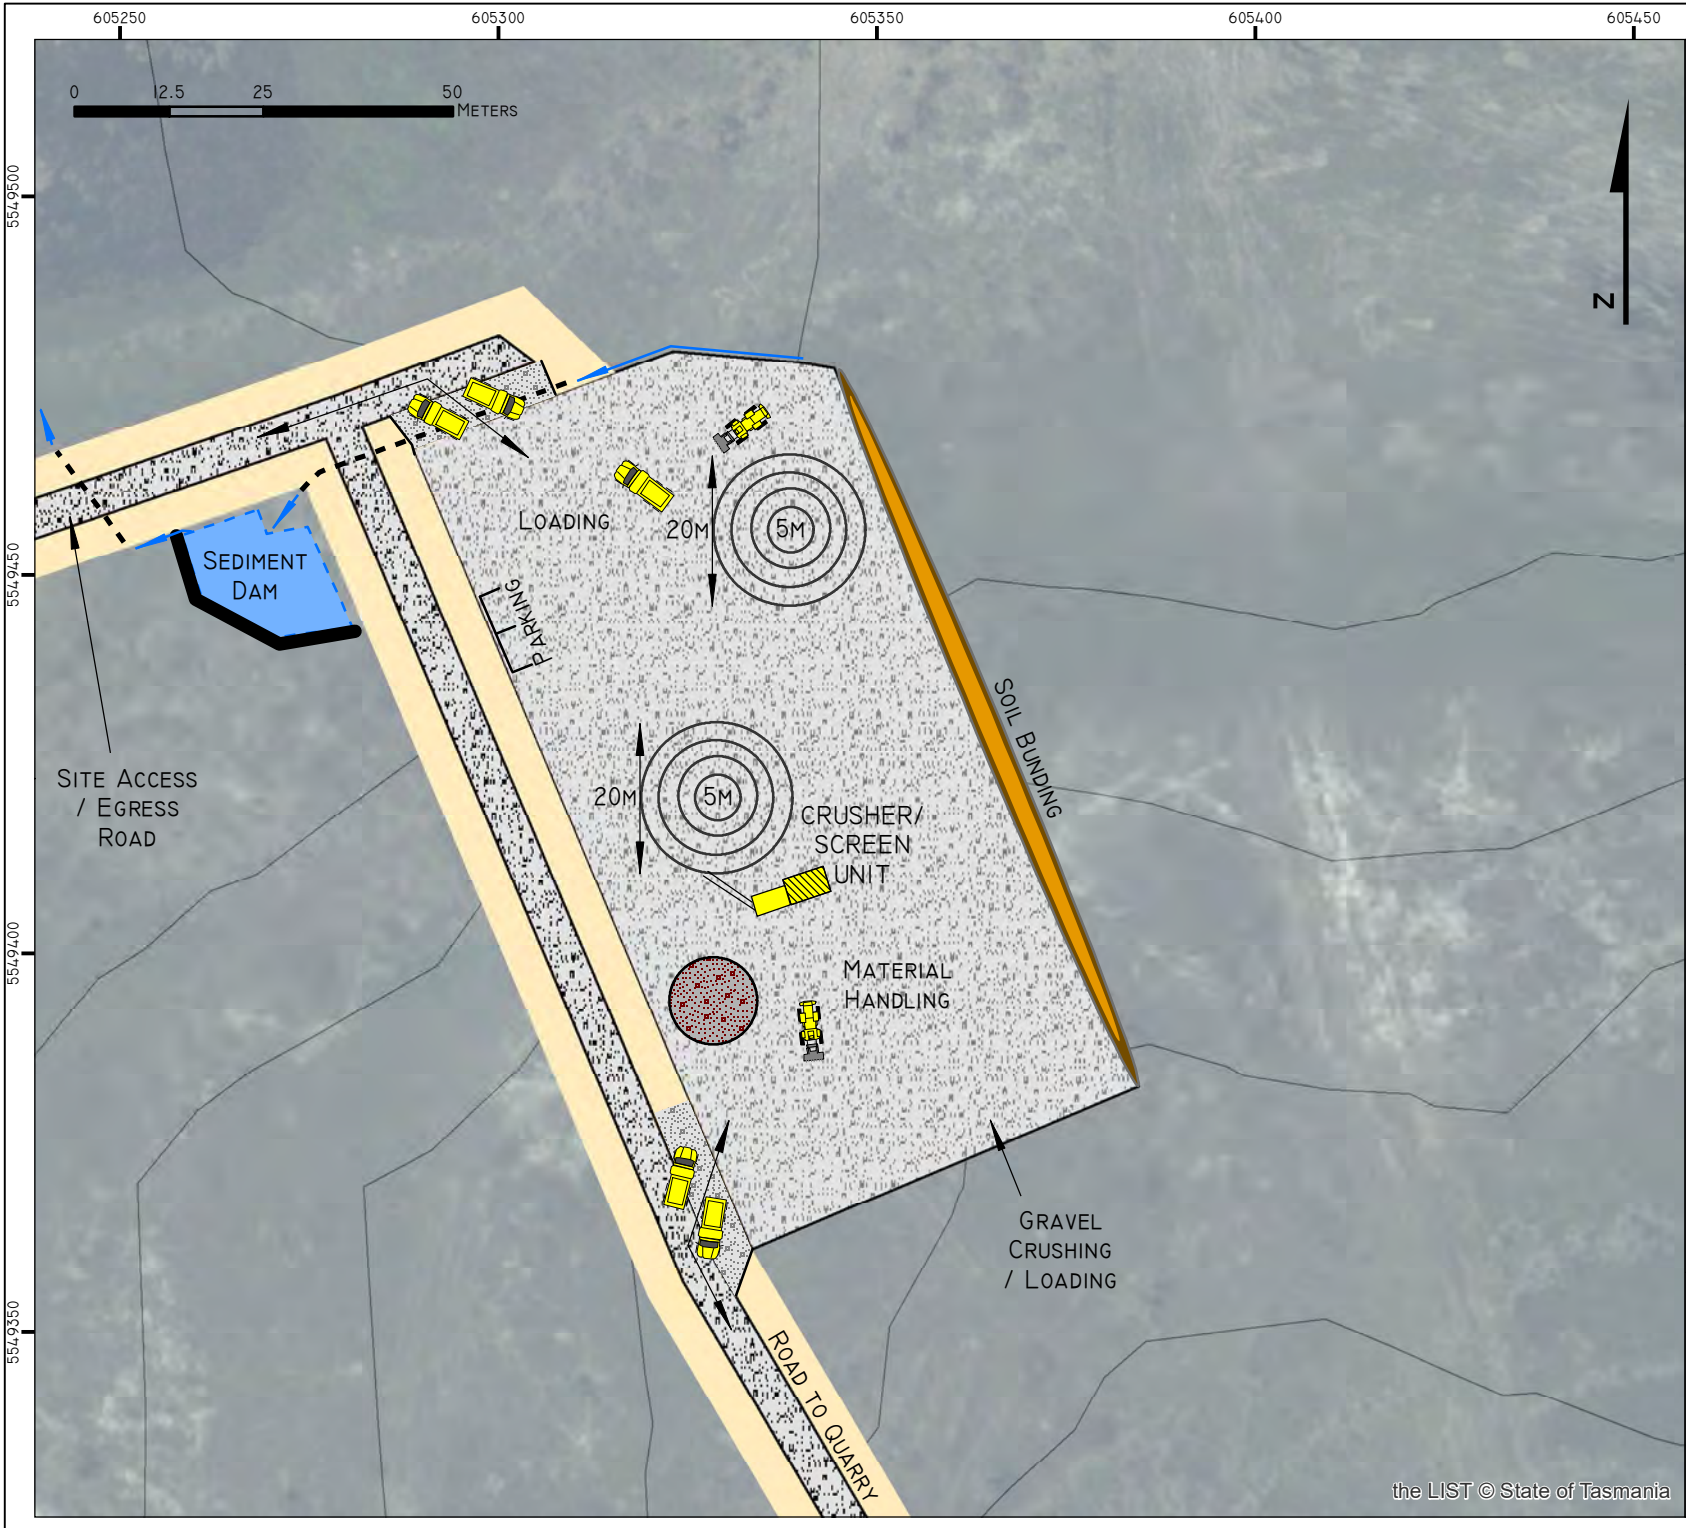 605250
605300
605350
605400
605450
0
12.5
25
50
METERS
5549500
5549450
5549400
5549350
N
LOADING
20M
5M
PARKING
SEDIMENT
DAM
SITE ACCESS
/ EGRESS
ROAD
SOIL BUNDING
20M
5M
CRUSHER/
SCREEN
UNIT
MATERIAL
HANDLING
GRAVEL
CRUSHING
/ LOADING
ROAD TO QUARRY
the LIST © State of Tasmania